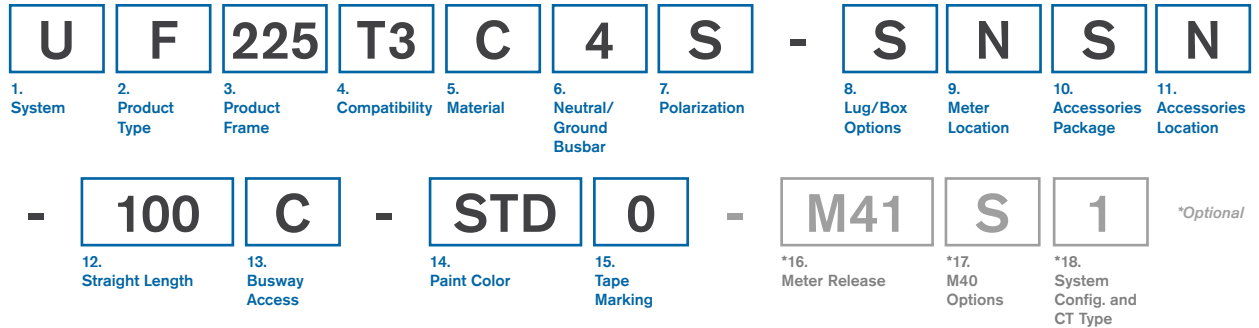 U F 225 T3 C 4 S - S N S N
1. 2. 3. 4. 5. 6. 7. 8. 9. 10. 11.
System Product Product Compatibility Material Neutral/ Polarization Lug/Box Meter Accessories Accessories
Type Frame Ground Options Location Package Location
Busbar
- 100 C - STD 0 - M41 S 1 *Optional
12. 13. 14. 15. *16. *17. *18.
Straight Length Busway Paint Color Tape Meter Release M40 System
Access Marking Options Config. and
CT Type